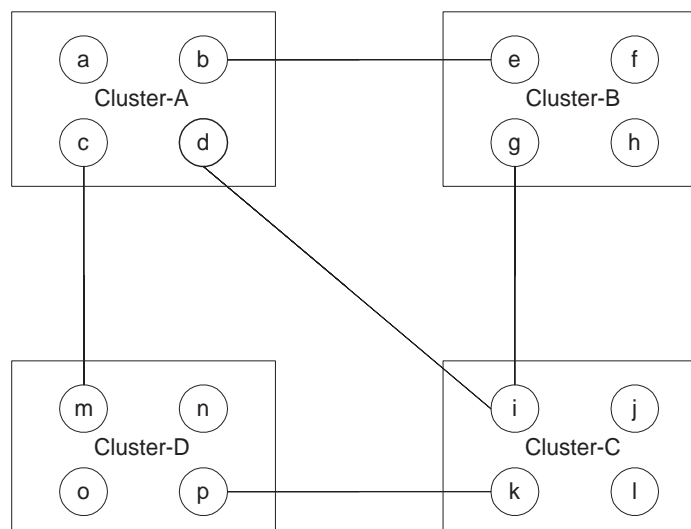 a b e f
Cluster-A Cluster-B
c d g h
m n i j
Cluster-D Cluster-C
o p k l